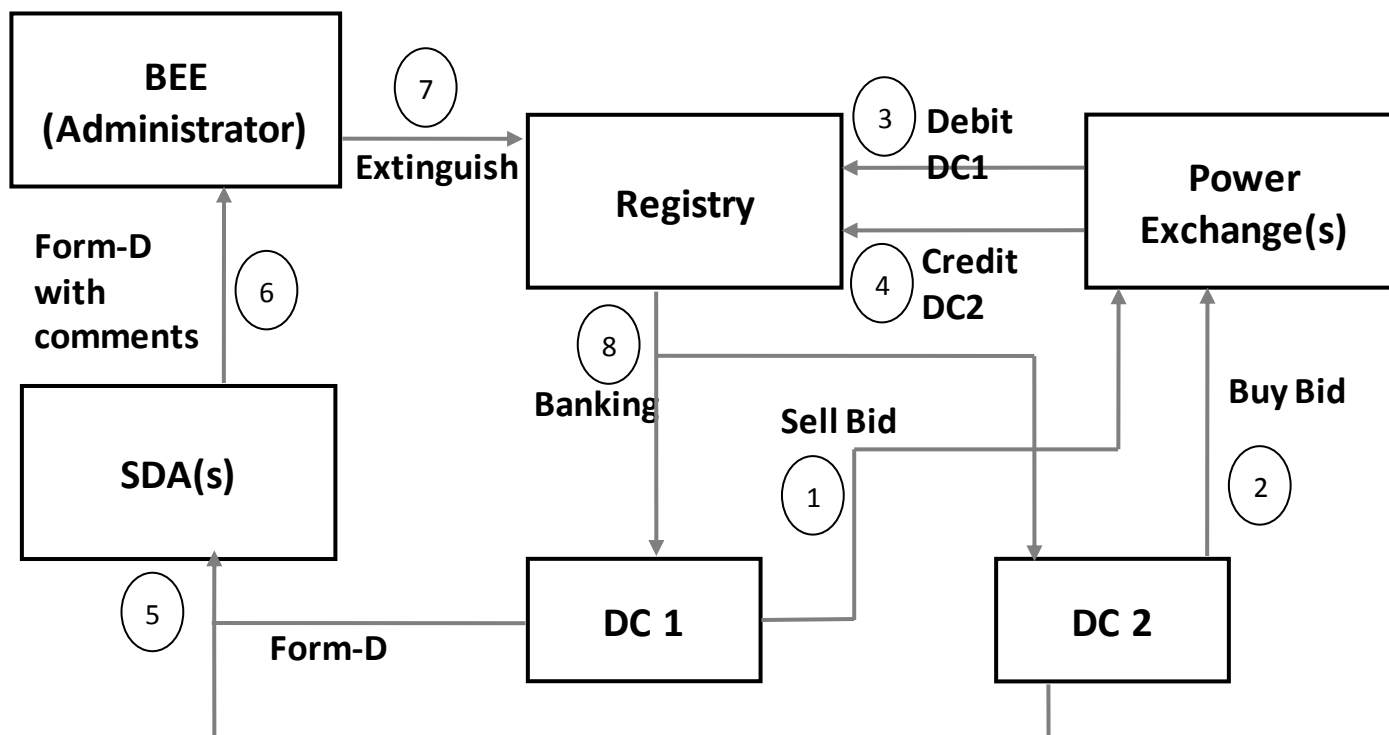 BEE
(Administrator)
7
Extinguish
Registry
3
Debit
DC1
4
Credit
DC2
Power
Exchange(s)
Form-D
with
comments
6
8
Banking
Sell Bid
1
Buy Bid
2
SDA(s)
5
Form-D
DC 1
DC 2